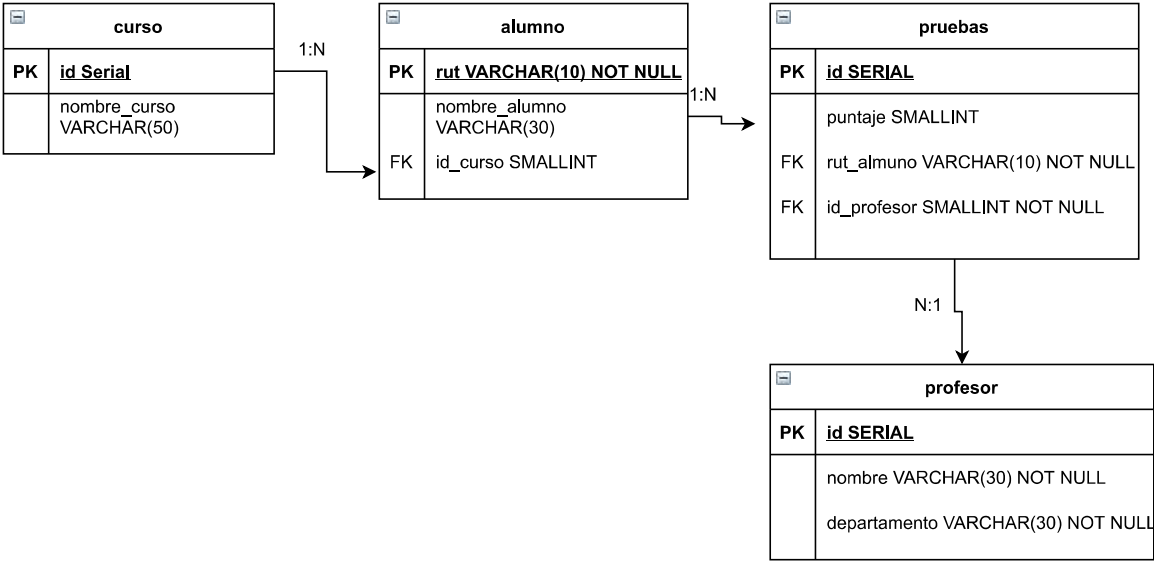 curso
PK id Serial
nombre_curso
VARCHAR(50)
1:N
alumno
PK rut VARCHAR(10) NOT NULL
nombre_alumno
VARCHAR(30)
FK id_curso SMALLINT
1:N
pruebas
PK id SERIAL
puntaje SMALLINT
FK rut_almuno VARCHAR(10) NOT NULL
FK id_profesor SMALLINT NOT NULL
N:1
profesor
PK id SERIAL
nombre VARCHAR(30) NOT NULL
departamento VARCHAR(30) NOT NULL